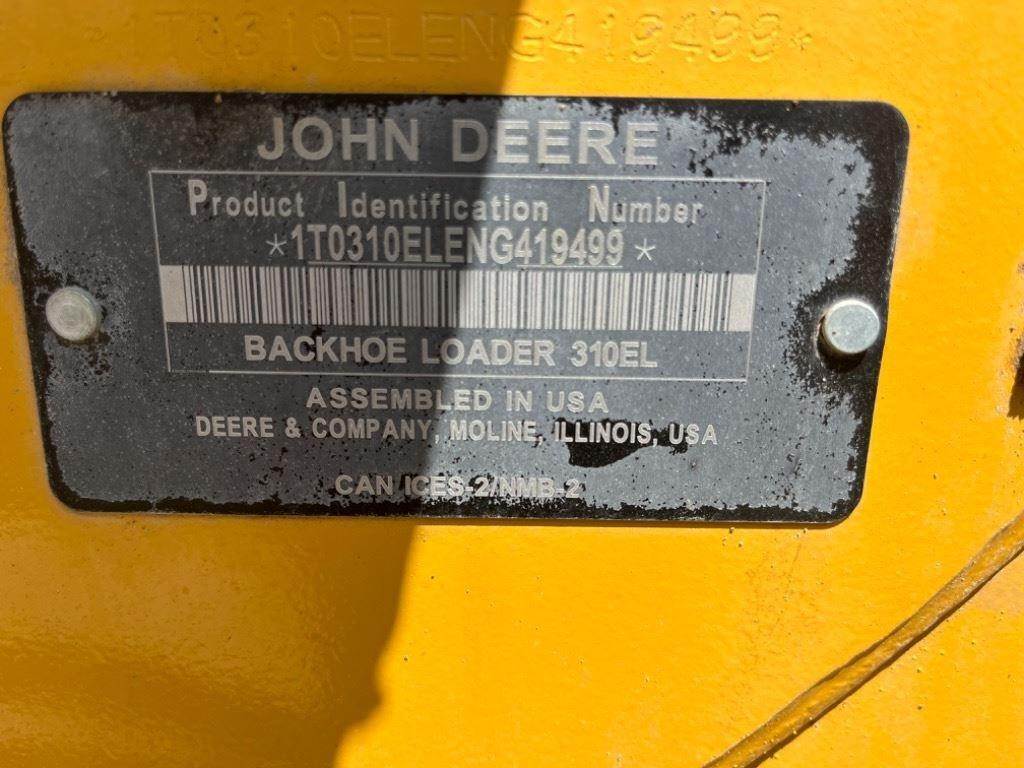 *1T0310ELENG419499*
JOHN DEERE
Product Identification Number
*1T0310ELENG419499*
BACKHOE LOADER 310EL
ASSEMBLED IN USA
DEERE & COMPANY, MOLINE, ILLINOIS, USA
CAN ICES-2/NMB-2